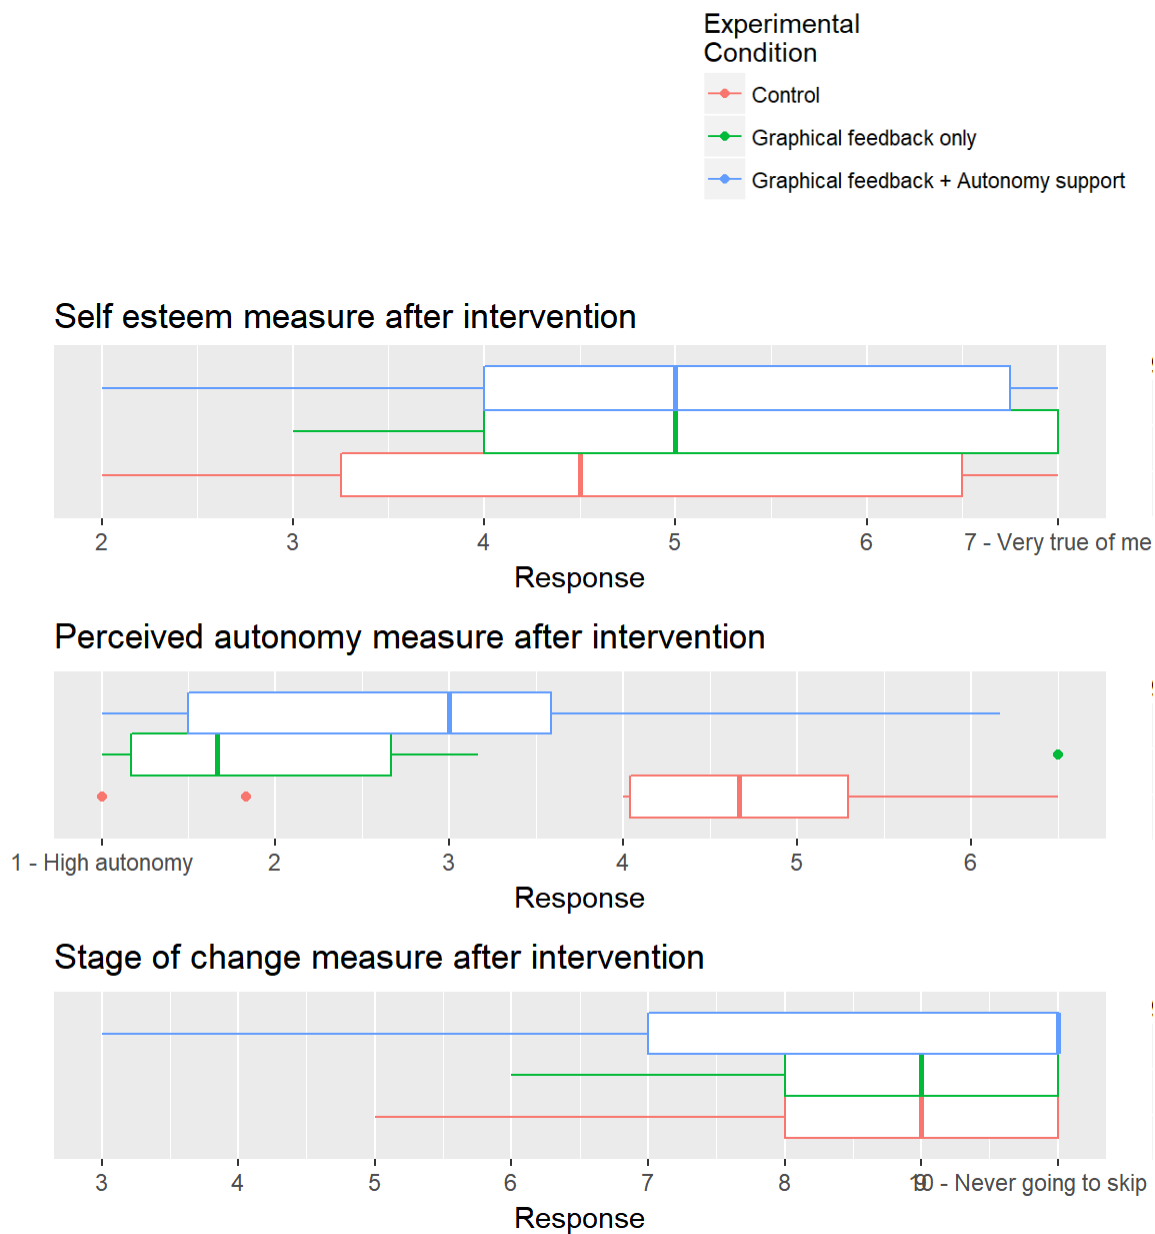 Experimental
Condition
Control
Graphical feedback only
Graphical feedback + Autonomy support
Self esteem measure after intervention
2 3 4 5 6 7 - Very true of me
Response
Perceived autonomy measure after intervention
1 - High autonomy 2 3 4 5 6
Response
Stage of change measure after intervention
3 4 5 6 7 8 9 10 - Never going to skip
Response